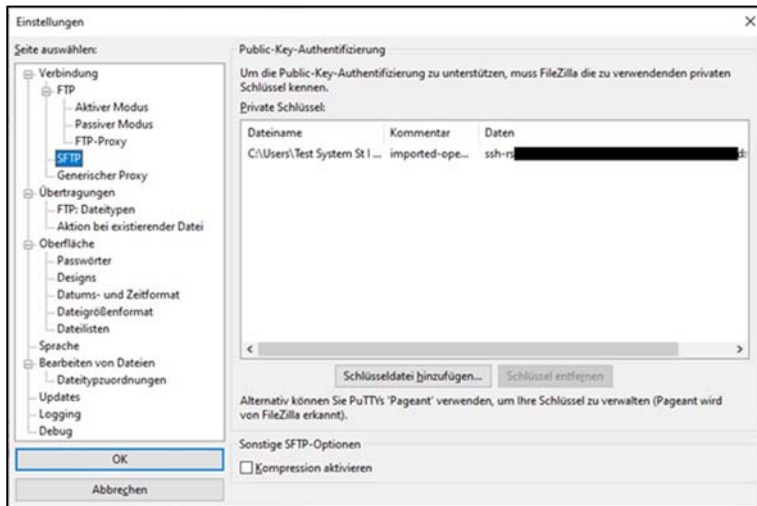 Einstellungen
Seite auswählen:
Verbindung
FTP
Aktiver Modus
Passiver Modus
FTP-Proxy
SFTP
Generischer Proxy
Übertragungen
FTP: Dateitypen
Aktion bei existierender Datei
Oberfläche
Passwörter
Designs
Datums- und Zeitformat
Dateigrößenformat
Dateilisten
Sprache
Bearbeiten von Dateien
Dateitypzuordnungen
Updates
Logging
Debug
OK
Abbrechen
Public-Key-Authentifizierung
Um die Public-Key-Authentifizierung zu unterstützen, muss FileZilla die zu verwendenden privaten
Schlüssel kennen.
Private Schlüssel:
Dateiname Kommentar Daten
C:\Users\Test System St I ... imported-ope... ssh-rs
Schlüsseldatei hinzufügen... Schlüssel entfernen
Alternativ können Sie PuTTYs 'Pageant' verwenden, um Ihre Schlüssel zu verwalten (Pageant wird
von FileZilla erkannt).
Sonstige SFTP-Optionen
Kompression aktivieren